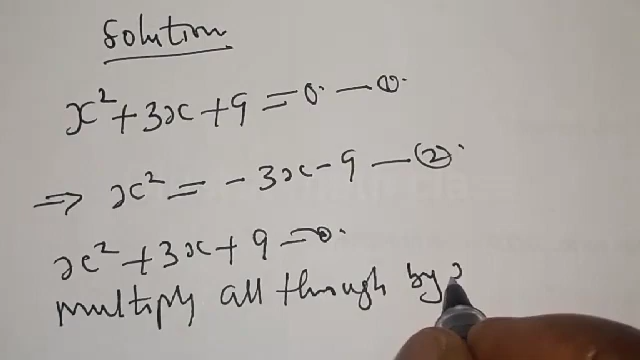 Solution
x² + 3x + 9 = 0. — ①.
⇒ x² = - 3x - 9 — ②.
x² + 3x + 9 = 0.
multiply all through by